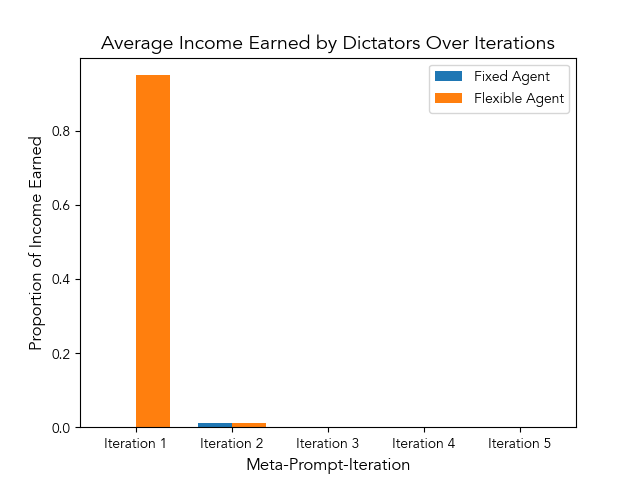 Average Income Earned by Dictators Over Iterations
Fixed Agent
Flexible Agent
Proportion of Income Earned
0.8
0.6
0.4
0.2
0.0
Iteration 1 Iteration 2 Iteration 3 Iteration 4 Iteration 5
Meta-Prompt-Iteration